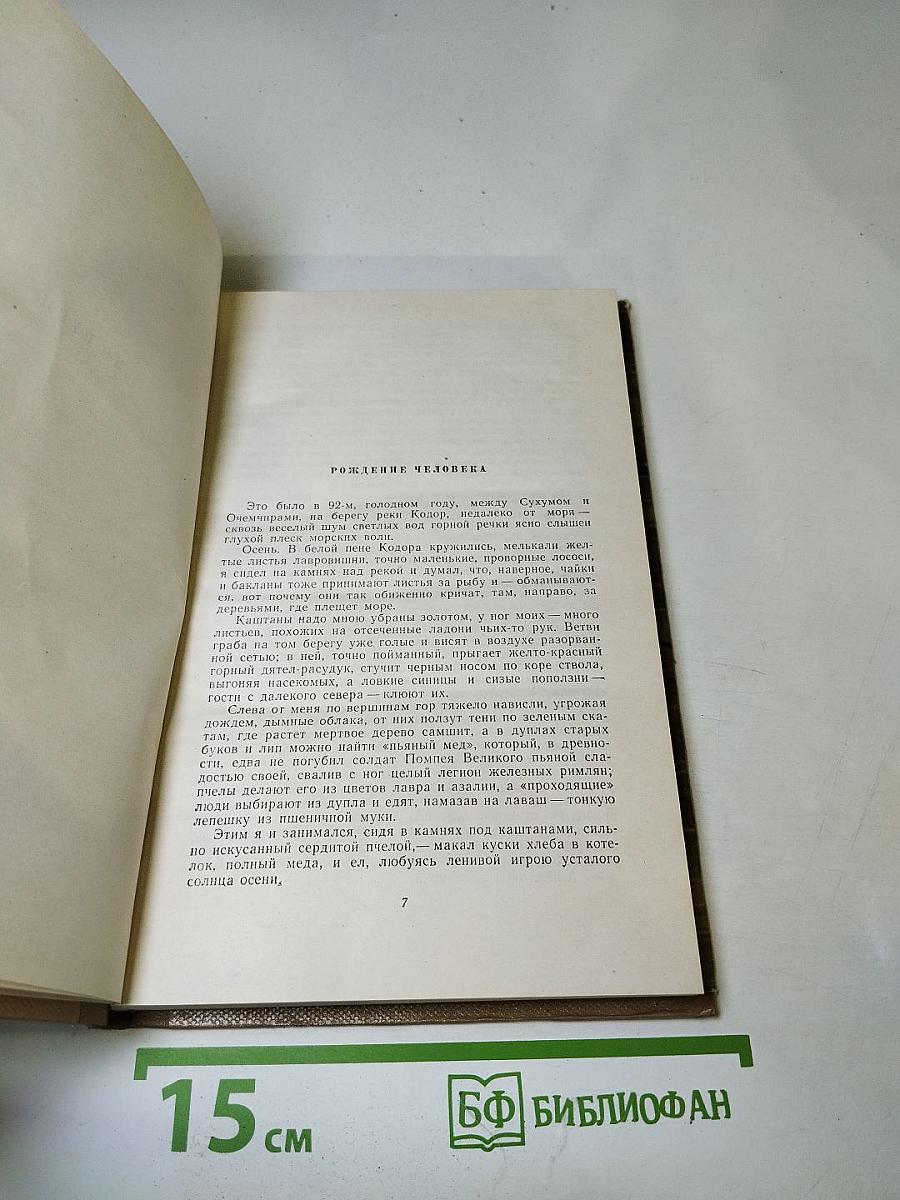 РОЖДЕНИЕ ЧЕЛОВЕКА
Это было в 92-м, голодном году, между Сухумом и
Очемчирами, на берегу реки Кодор, недалеко от моря —
сквозь веселый шум светлых вод горной речки ясно слышен
глухой плеск морских волн.
Осень. В белой пене Кодора кружились, мелькали жел-
тые листья лавровишни, точно маленькие, проворные лососи,
я сидел на камнях над рекой и думал, что, наверное, чайки
и бакланы тоже принимают листья за рыбу и — обманывают-
ся, вот почему они так обиженно кричат, там, направо, за
деревьями, где плещет море.
Каштаны надо мною убраны золотом, у ног моих — много
листьев, похожих на отсеченные ладони чьих-то рук. Ветви
граба на том берегу уже голые и висят в воздухе разорван-
ной сетью; в ней, точно пойманный, прыгает желто-красный
горный дятел-расудук, стучит черным носом по коре ствола,
выгоняя насекомых, а ловкие синицы и сизые поползни —
гости с далекого севера — клюют их.
Слева от меня по вершинам гор тяжело нависли, угрожая
дождем, дымные облака, от них ползут тени по зеленым ска-
там, где растет мертвое дерево самшит, а в дуплах старых
буков и лип можно найти «пьяный мед», который, в древно-
сти, едва не погубил солдат Помпея Великого пьяной сла-
достью своей, свалив с ног целый легион железных римлян;
пчелы делают его из цветов лавра и азалии, а «проходящие»
люди выбирают из дупла и едят, намазав на лаваш — тонкую
лепешку из пшеничной муки.
Этим я и занимался, сидя в камнях под каштанами, силь-
но искусанный сердитой пчелой,— макал куски хлеба в коте-
лок, полный меда, и ел, любуясь ленивой игрою усталого
солнца осени.
7
15 см
БФ БИБЛИОФАН